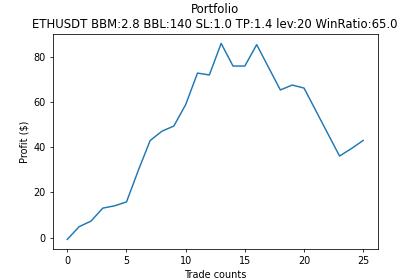 Portfolio
ETHUSDT BBM:2.8 BBL:140 SL:1.0 TP:1.4 lev:20 WinRatio:65.0
Profit ($)
80
60
40
20
0
0 5 10 15 20 25
Trade counts